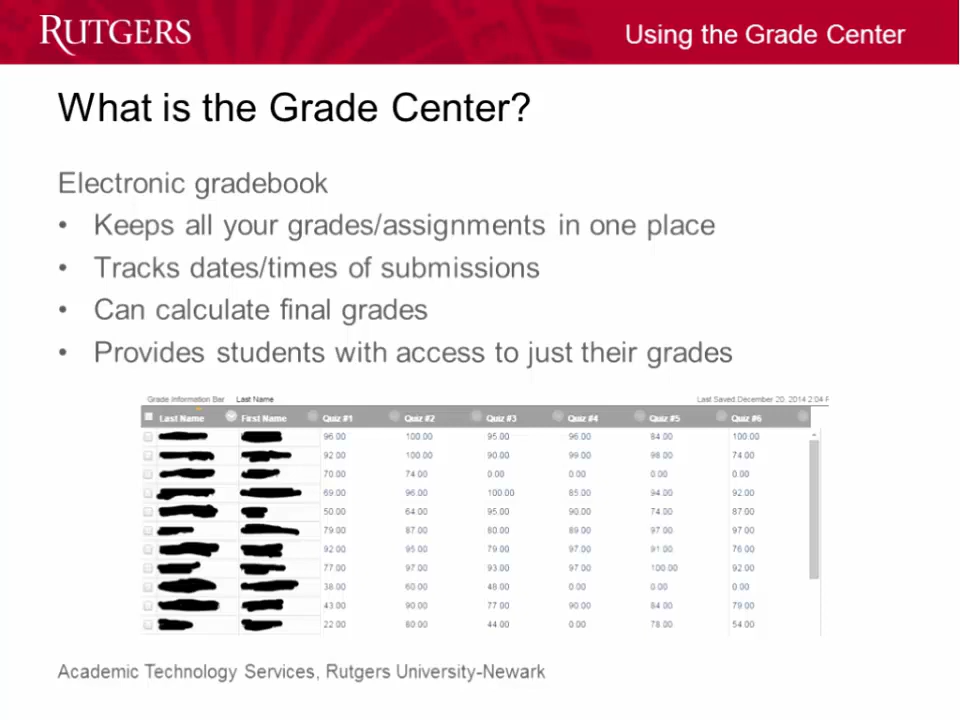 RUTGERS
Using the Grade Center
What is the Grade Center?
Electronic gradebook
• Keeps all your grades/assignments in one place
• Tracks dates/times of submissions
• Can calculate final grades
• Provides students with access to just their grades
Grade Information Bar Last Name Last Saved:December 20, 2014 2:04 P
Last Name First Name Quiz #1 Quiz #2 Quiz #3 Quiz #4 Quiz #5 Quiz #6
96.00 100.00 95.00 96.00 84.00 100.00
92.00 100.00 90.00 99.00 98.00 74.00
70.00 74.00 0.00 0.00 0.00 0.00
69.00 96.00 100.00 85.00 94.00 92.00
50.00 64.00 95.00 90.00 74.00 87.00
79.00 87.00 80.00 89.00 97.00 97.00
92.00 95.00 79.00 97.00 91.00 76.00
77.00 97.00 93.00 97.00 100.00 92.00
38.00 60.00 48.00 0.00 0.00 0.00
43.00 90.00 77.00 90.00 84.00 79.00
22.00 80.00 44.00 0.00 78.00 54.00
Academic Technology Services, Rutgers University-Newark